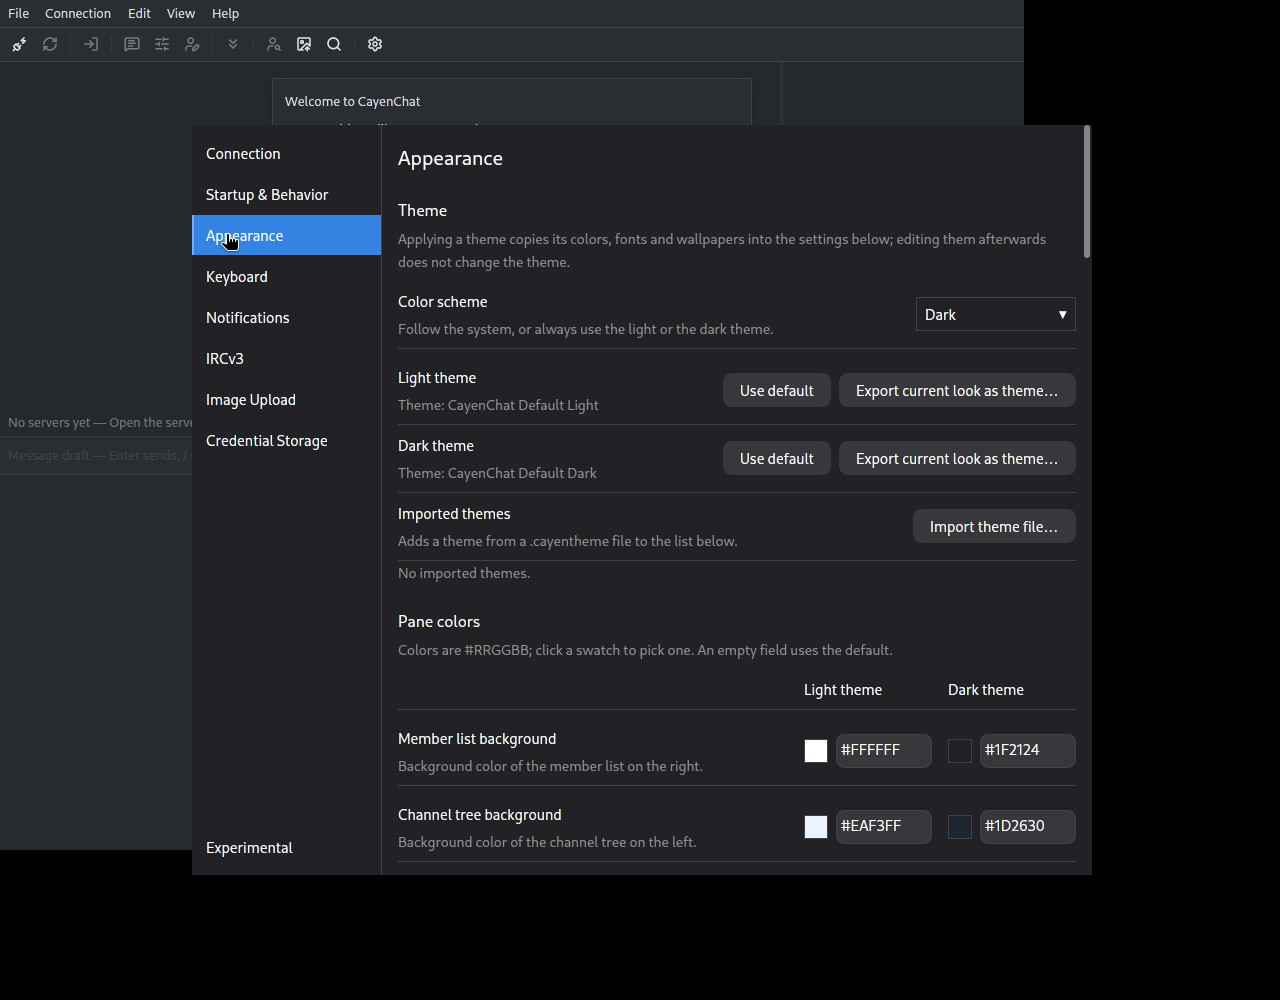 File Connection Edit View Help
Welcome to CayenChat
No servers yet — Open the serve
Message draft — Enter sends, /
Connection
Startup & Behavior
Appearance
Keyboard
Notifications
IRCv3
Image Upload
Credential Storage
Experimental
Appearance
Theme
Applying a theme copies its colors, fonts and wallpapers into the settings below; editing them afterwards
does not change the theme.
Color scheme
Follow the system, or always use the light or the dark theme.
Dark
Light theme
Theme: CayenChat Default Light
Use default
Export current look as theme…
Dark theme
Theme: CayenChat Default Dark
Use default
Export current look as theme…
Imported themes
Adds a theme from a .cayentheme file to the list below.
Import theme file…
No imported themes.
Pane colors
Colors are #RRGGBB; click a swatch to pick one. An empty field uses the default.
Light theme Dark theme
Member list background
Background color of the member list on the right.
#FFFFFF
#1F2124
Channel tree background
Background color of the channel tree on the left.
#EAF3FF
#1D2630